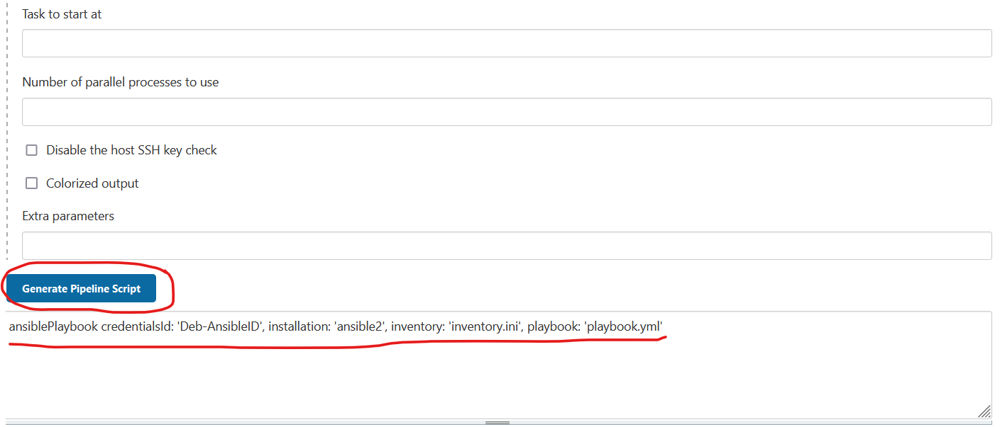 Task to start at
Number of parallel processes to use
Disable the host SSH key check
Colorized output
Extra parameters
Generate Pipeline Script
ansiblePlaybook credentialsId: 'Deb-AnsibleID', installation: 'ansible2', inventory: 'inventory.ini', playbook: 'playbook.yml'